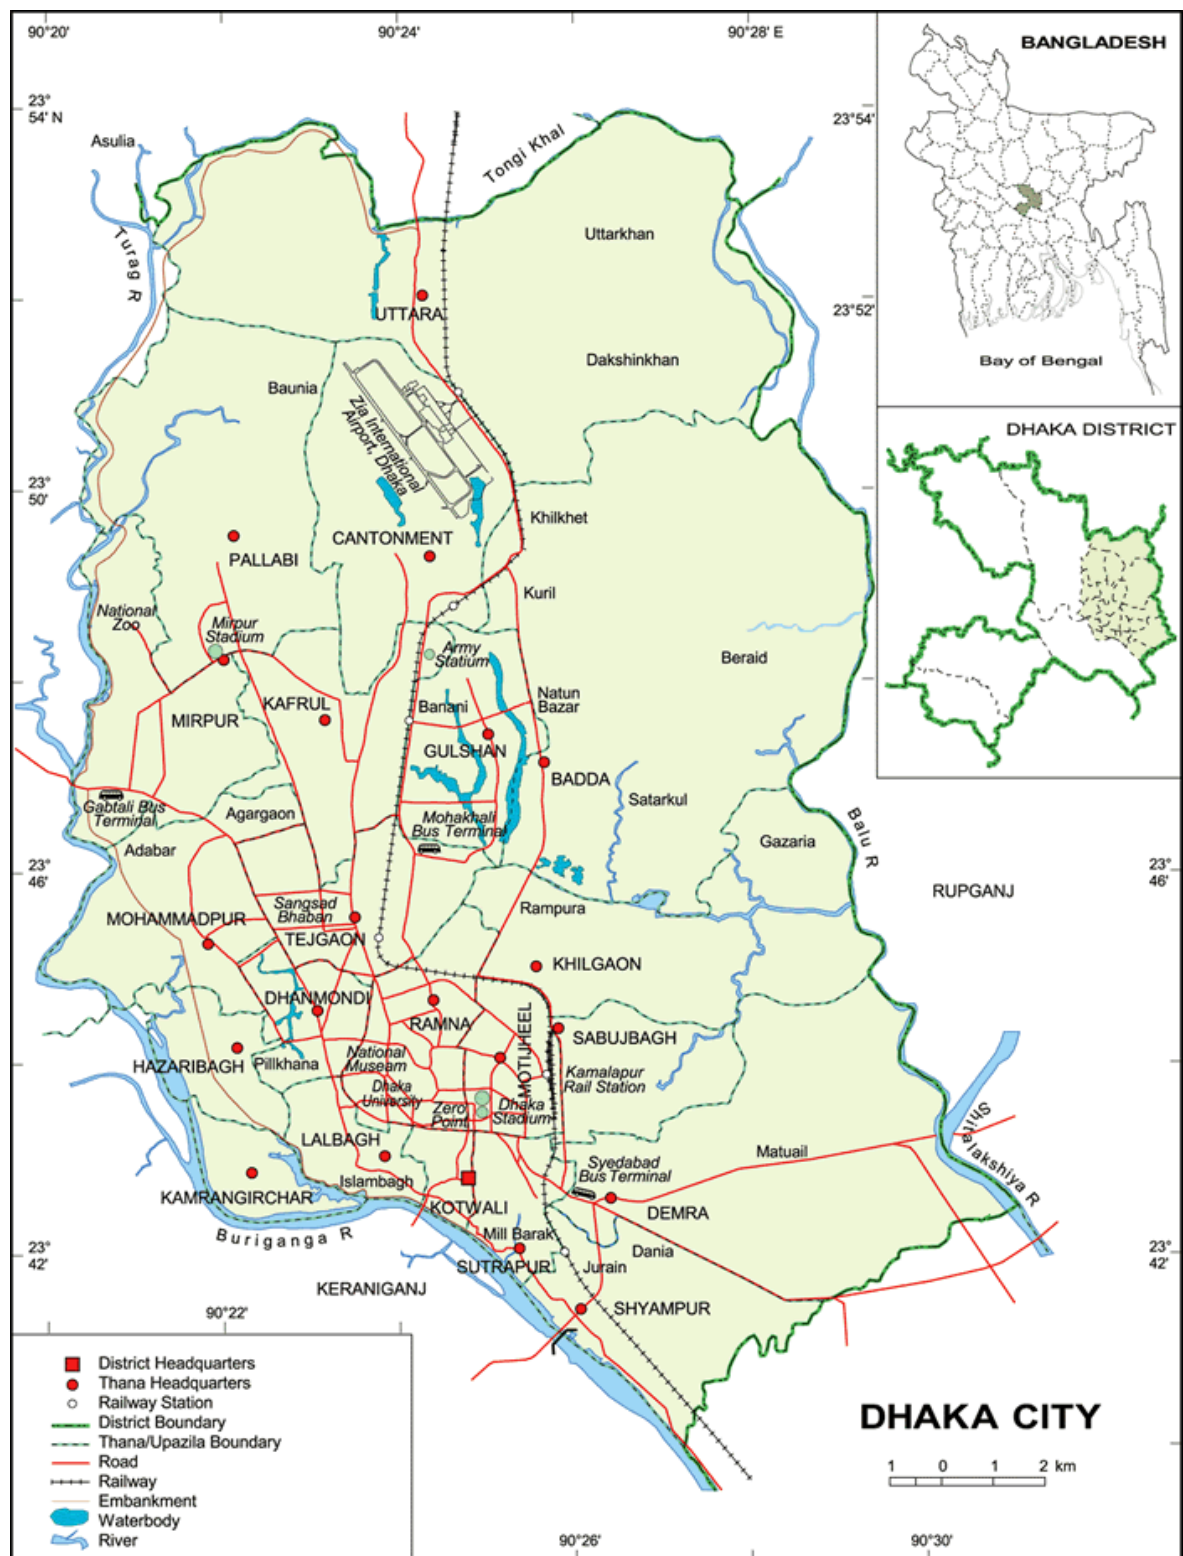 90°20'
90°24'
90°28' E
BANGLADESH
23°
54' N
23°54'
Asulia
Tongi Khal
Turag R
Uttarkhan
23°52'
UTTARA
Bay of Bengal
Dakshinkhan
Baunia
Zia International
Airport, Dhaka
DHAKA DISTRICT
23°
50'
Khilkhet
CANTONMENT
PALLABI
Kuril
National
Zoo
Mirpur
Stadium
Army
Statium
Beraid
Natun
Bazar
KAFRUL
Banani
MIRPUR
GULSHAN
BADDA
Satarkul
Gabtali Bus
Terminal
Agargaon
Mohakhali
Bus Terminal
Balu R
Gazaria
Adabar
23°
46'
23°
46'
RUPGANJ
Sangsad
Bhaban
Rampura
MOHAMMADPUR
TEJGAON
KHILGAON
DHANMONDI
RAMNA
MOTIJHEEL
SABUJBAGH
HAZARIBAGH
Pillkhana
National
Museam
Kamalapur
Rail Station
Dhaka
University
Zero
Point
Dhaka
Stadium
Shitalakshiya R
LALBAGH
Matuail
Syedabad
Bus Terminal
Islambagh
KAMRANGIRCHAR
KOTWALI
DEMRA
Buriganga R
Mill Barak
Dania
23°
42'
23°
42'
SUTRAPUR
Jurain
KERANIGANJ
SHYAMPUR
90°22'
District Headquarters
Thana Headquarters
Railway Station
District Boundary
Thana/Upazila Boundary
Road
Railway
Embankment
Waterbody
River
DHAKA CITY
1 0 1 2 km
90°26'
90°30'